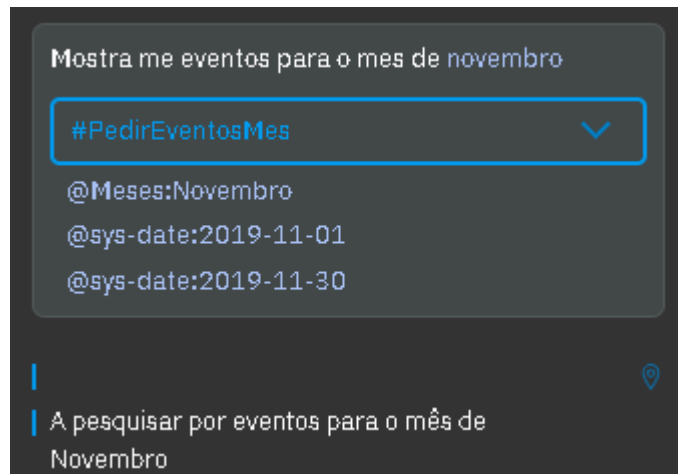 Mostra me eventos para o mes de novembro
#PedirEventosMes
@Meses:Novembro
@sys-date:2019-11-01
@sys-date:2019-11-30
A pesquisar por eventos para o mês de
Novembro